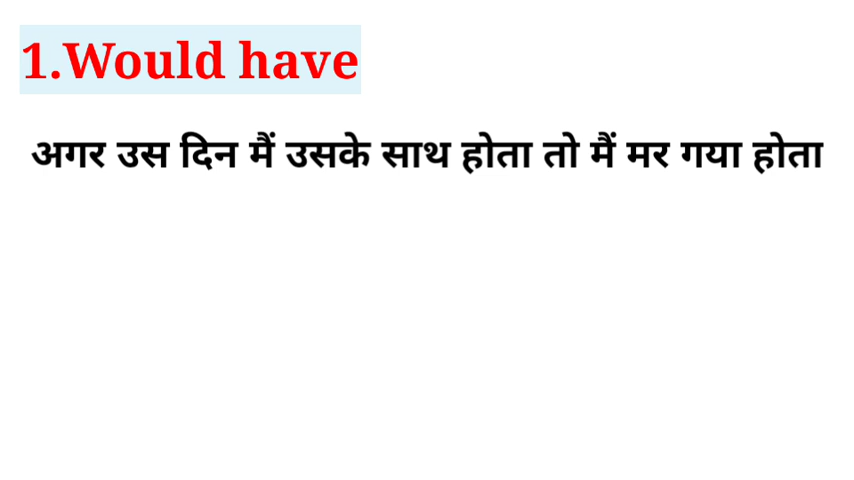 1.Would have
अगर उस दिन मैं उसके साथ होता तो मैं मर गया होता